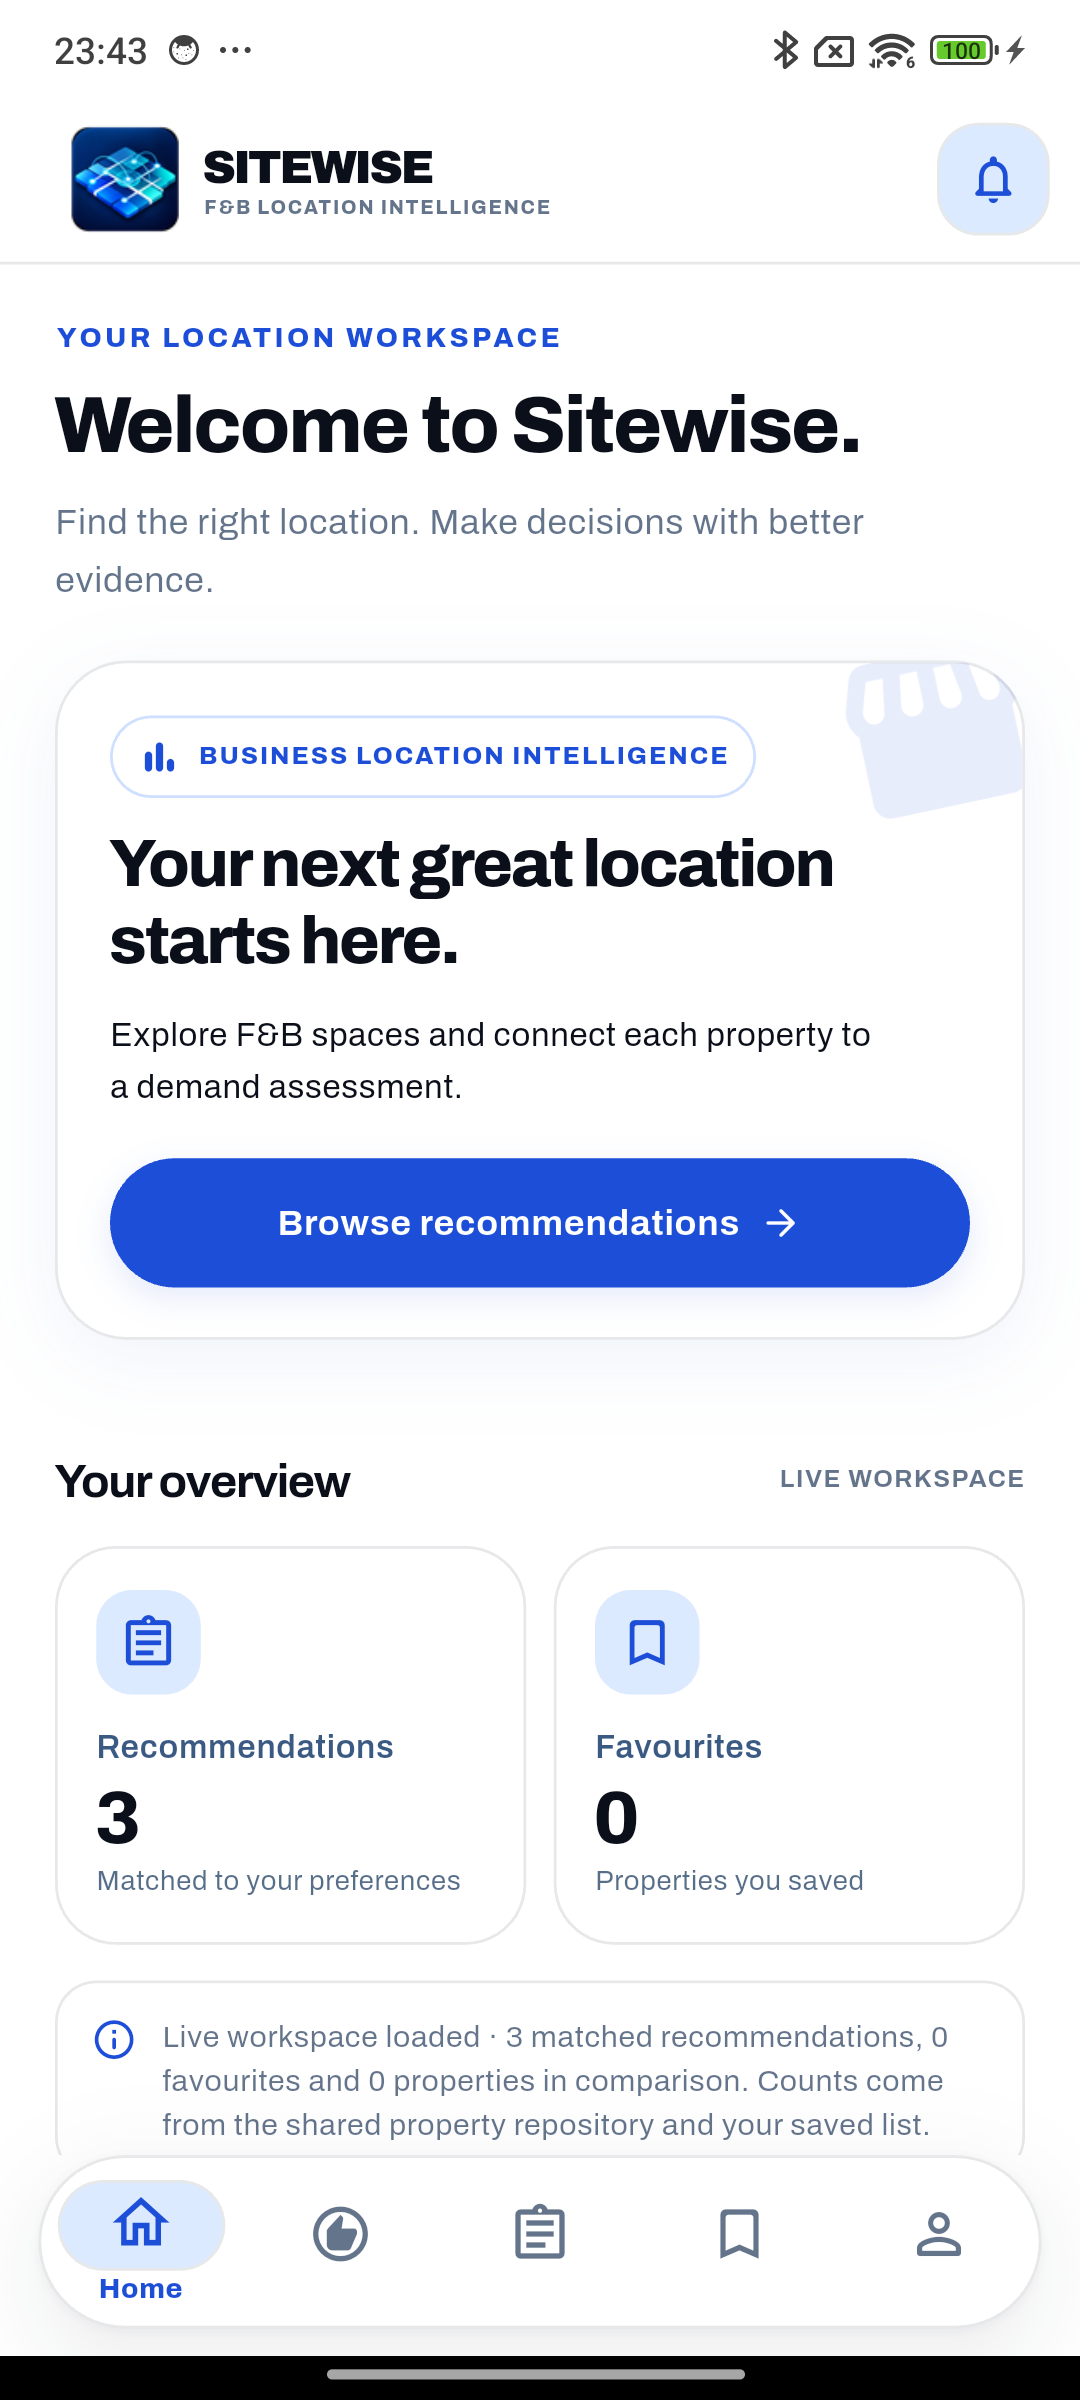 23:43
6
100
SITEWISE
F&B LOCATION INTELLIGENCE
YOUR LOCATION WORKSPACE
Welcome to Sitewise.
Find the right location. Make decisions with better
evidence.
BUSINESS LOCATION INTELLIGENCE
Your next great location
starts here.
Explore F&B spaces and connect each property to
a demand assessment.
Browse recommendations
Your overview
LIVE WORKSPACE
Recommendations
3
Matched to your preferences
Favourites
0
Properties you saved
Live workspace loaded · 3 matched recommendations, 0
favourites and 0 properties in comparison. Counts come
from the shared property repository and your saved list.
Home